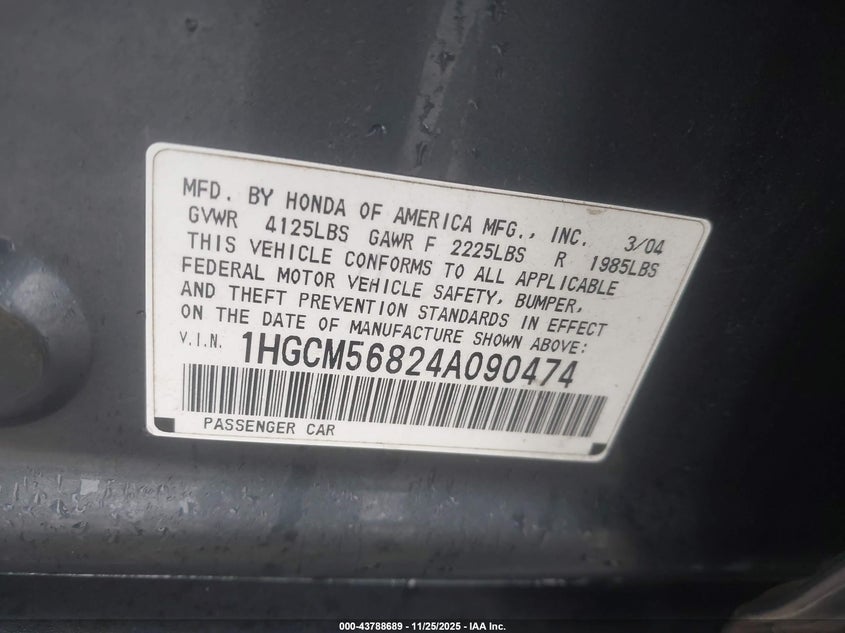 MFD. BY HONDA OF AMERICA MFG., INC. 3/04
GVWR 4125LBS GAWR F 2225LBS R 1985LBS
THIS VEHICLE CONFORMS TO ALL APPLICABLE
FEDERAL MOTOR VEHICLE SAFETY, BUMPER,
AND THEFT PREVENTION STANDARDS IN EFFECT
ON THE DATE OF MANUFACTURE SHOWN ABOVE:
V.I.N. 1HGCM56824A090474
PASSENGER CAR
000-43788689 - 11/25/2025 - IAA Inc.